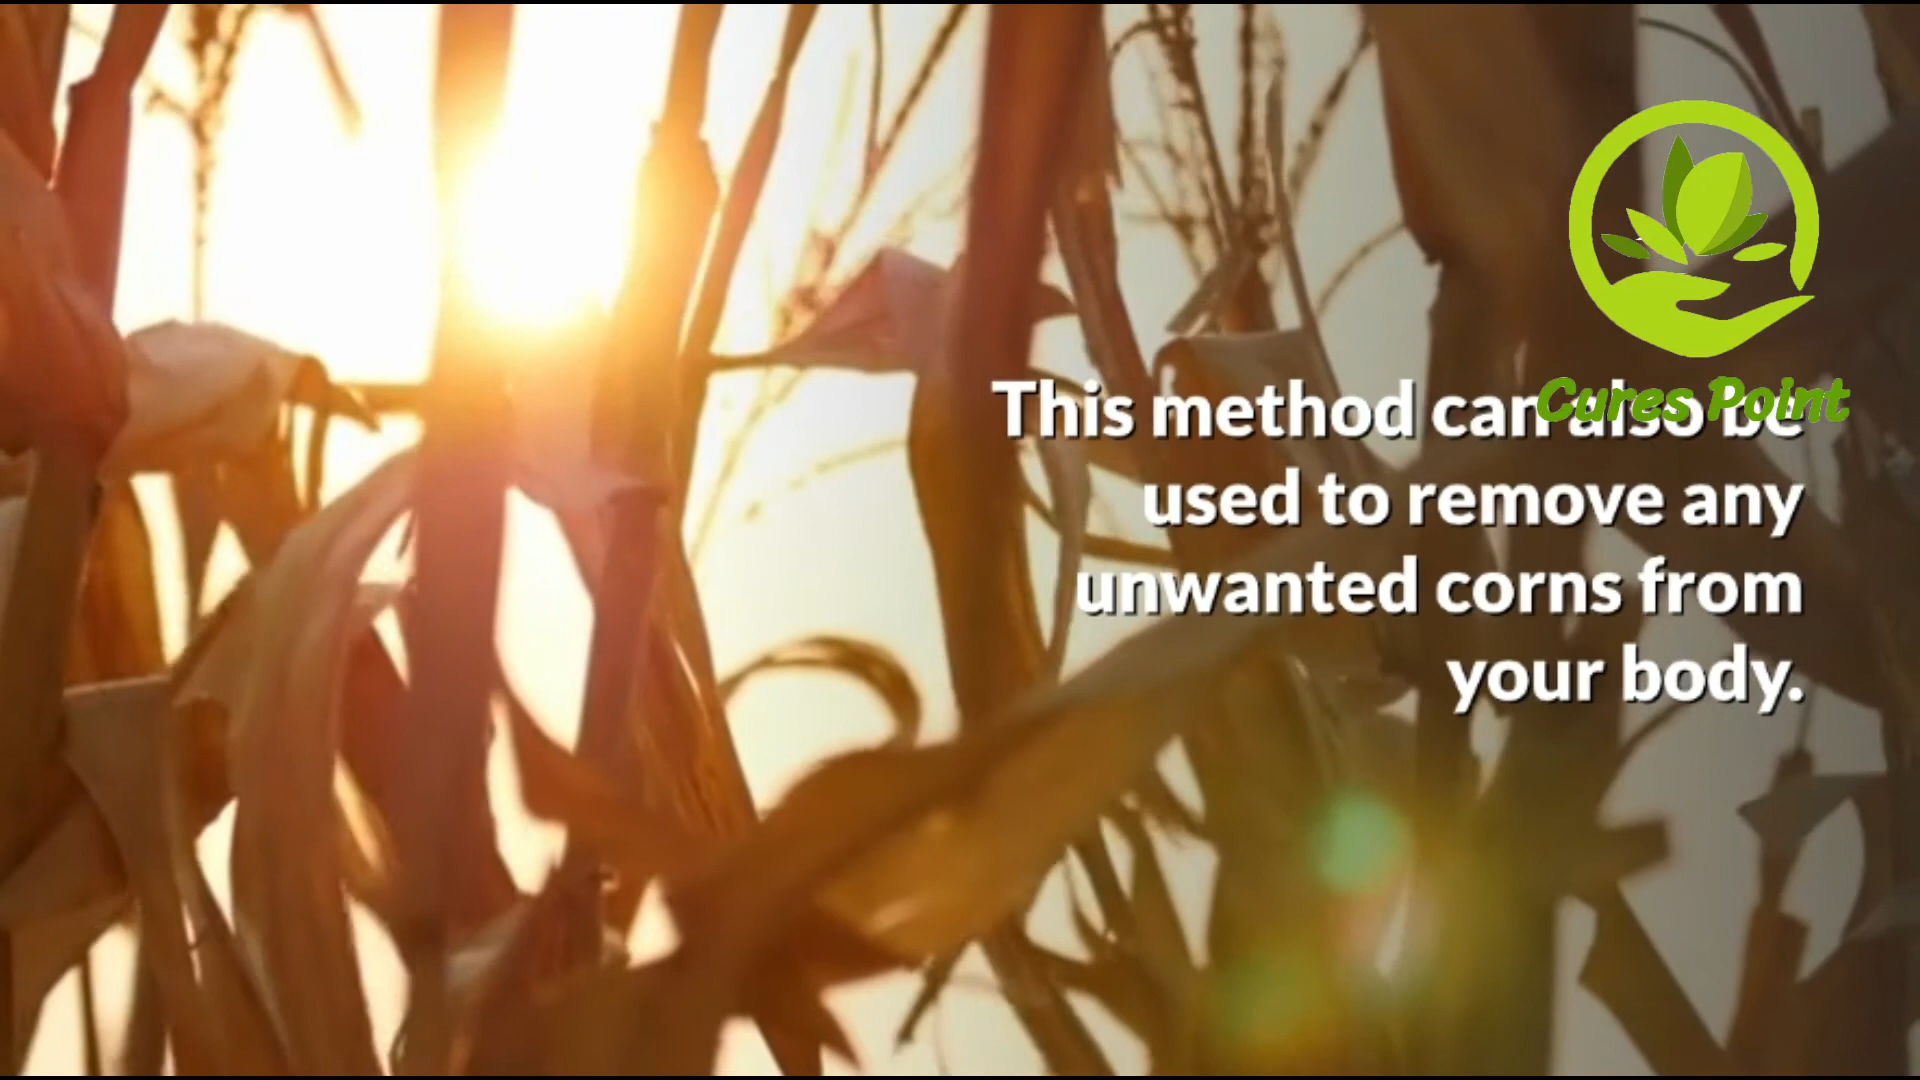 Cures Point
This method can also be
used to remove any
unwanted corns from
your body.